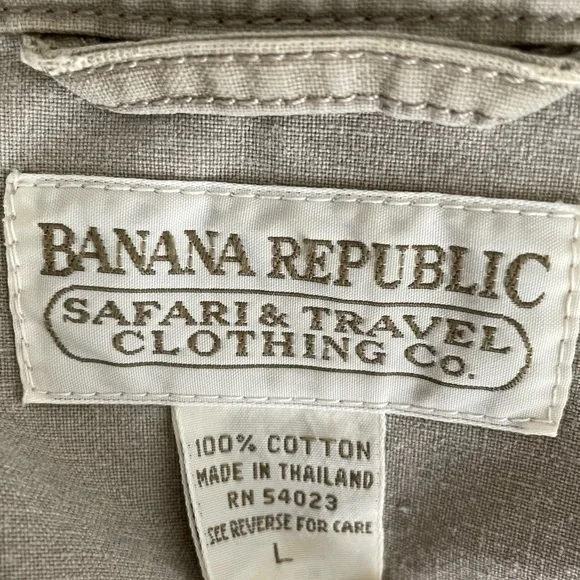 BANANA REPUBLIC
SAFARI & TRAVEL
CLOTHING CO.
100% COTTON
MADE IN THAILAND
RN 54023
SEE REVERSE FOR CARE
L